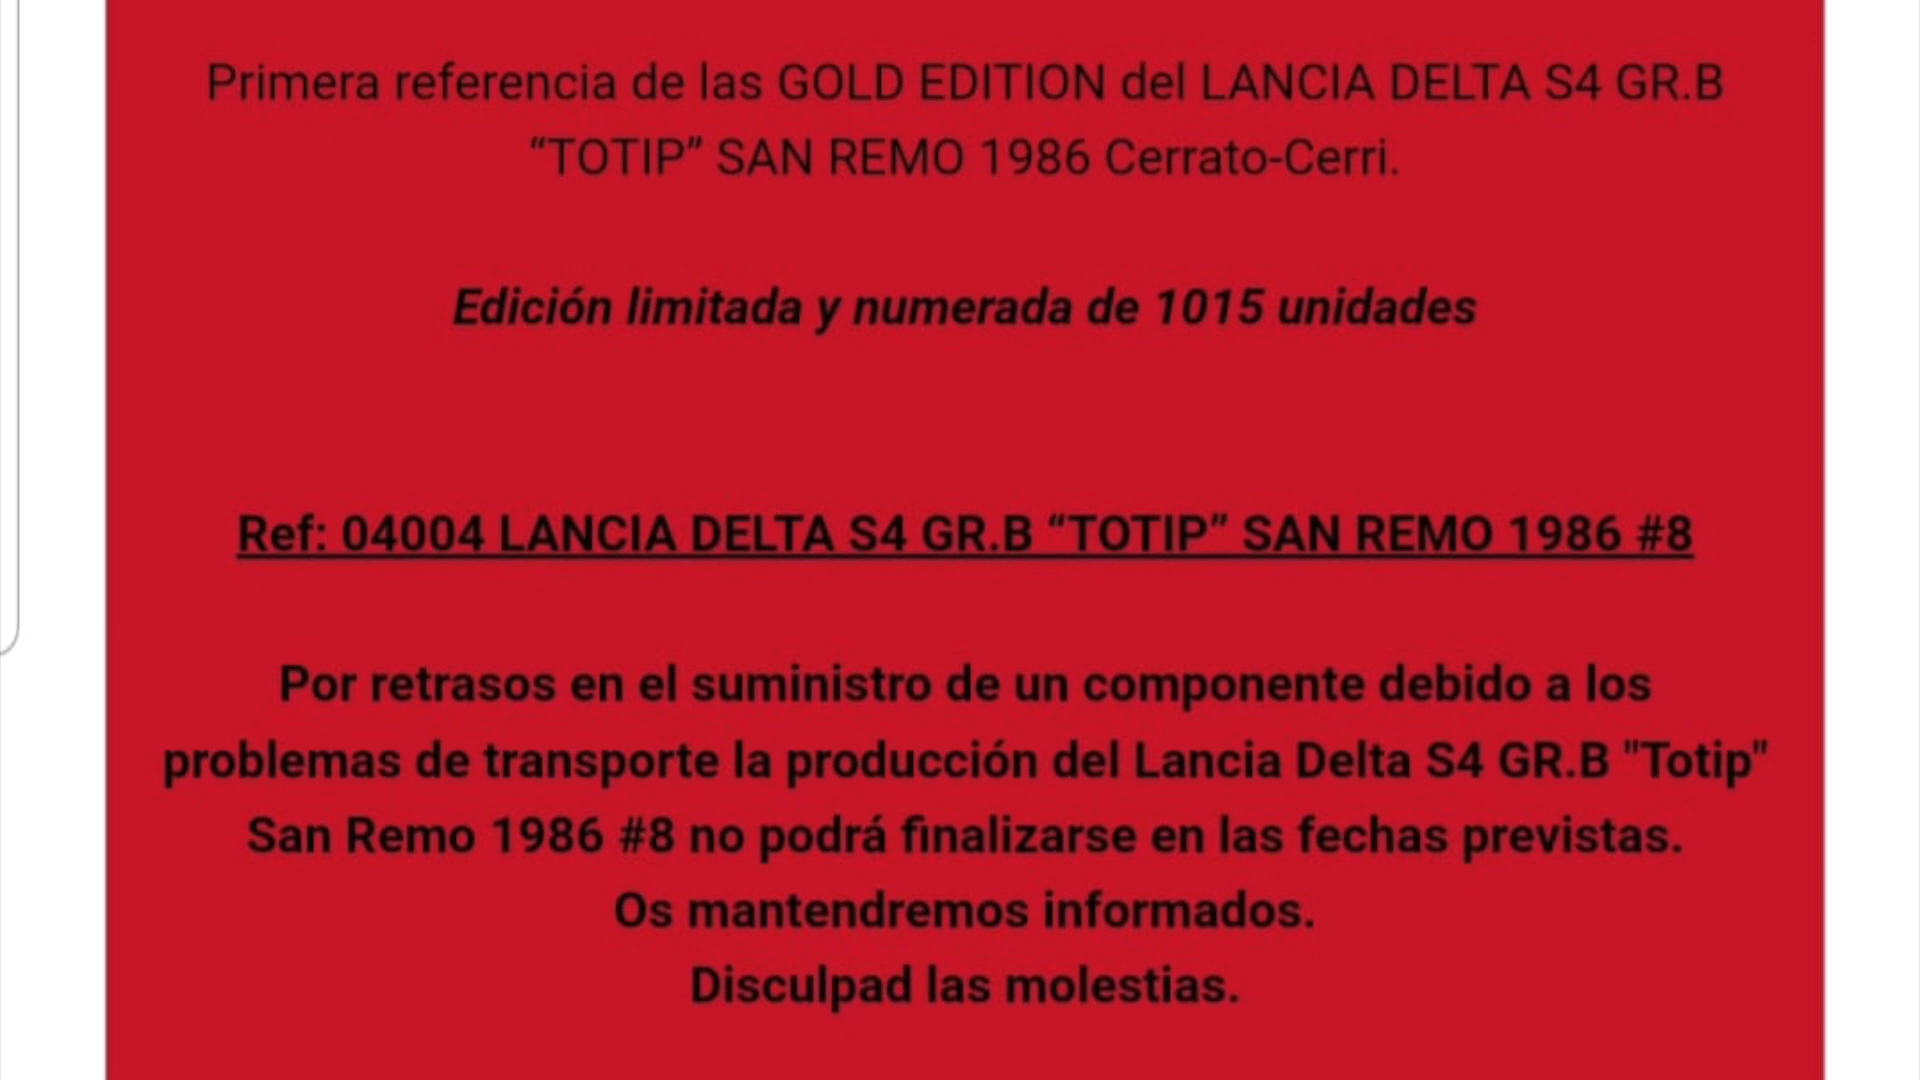 Primera referencia de las GOLD EDITION del LANCIA DELTA S4 GR.B
“TOTIP” SAN REMO 1986 Cerrato-Cerri.
Edición limitada y numerada de 1015 unidades
Ref: 04004 LANCIA DELTA S4 GR.B “TOTIP” SAN REMO 1986 #8
Por retrasos en el suministro de un componente debido a los
problemas de transporte la producción del Lancia Delta S4 GR.B "Totip"
San Remo 1986 #8 no podrá finalizarse en las fechas previstas.
Os mantendremos informados.
Disculpad las molestias.